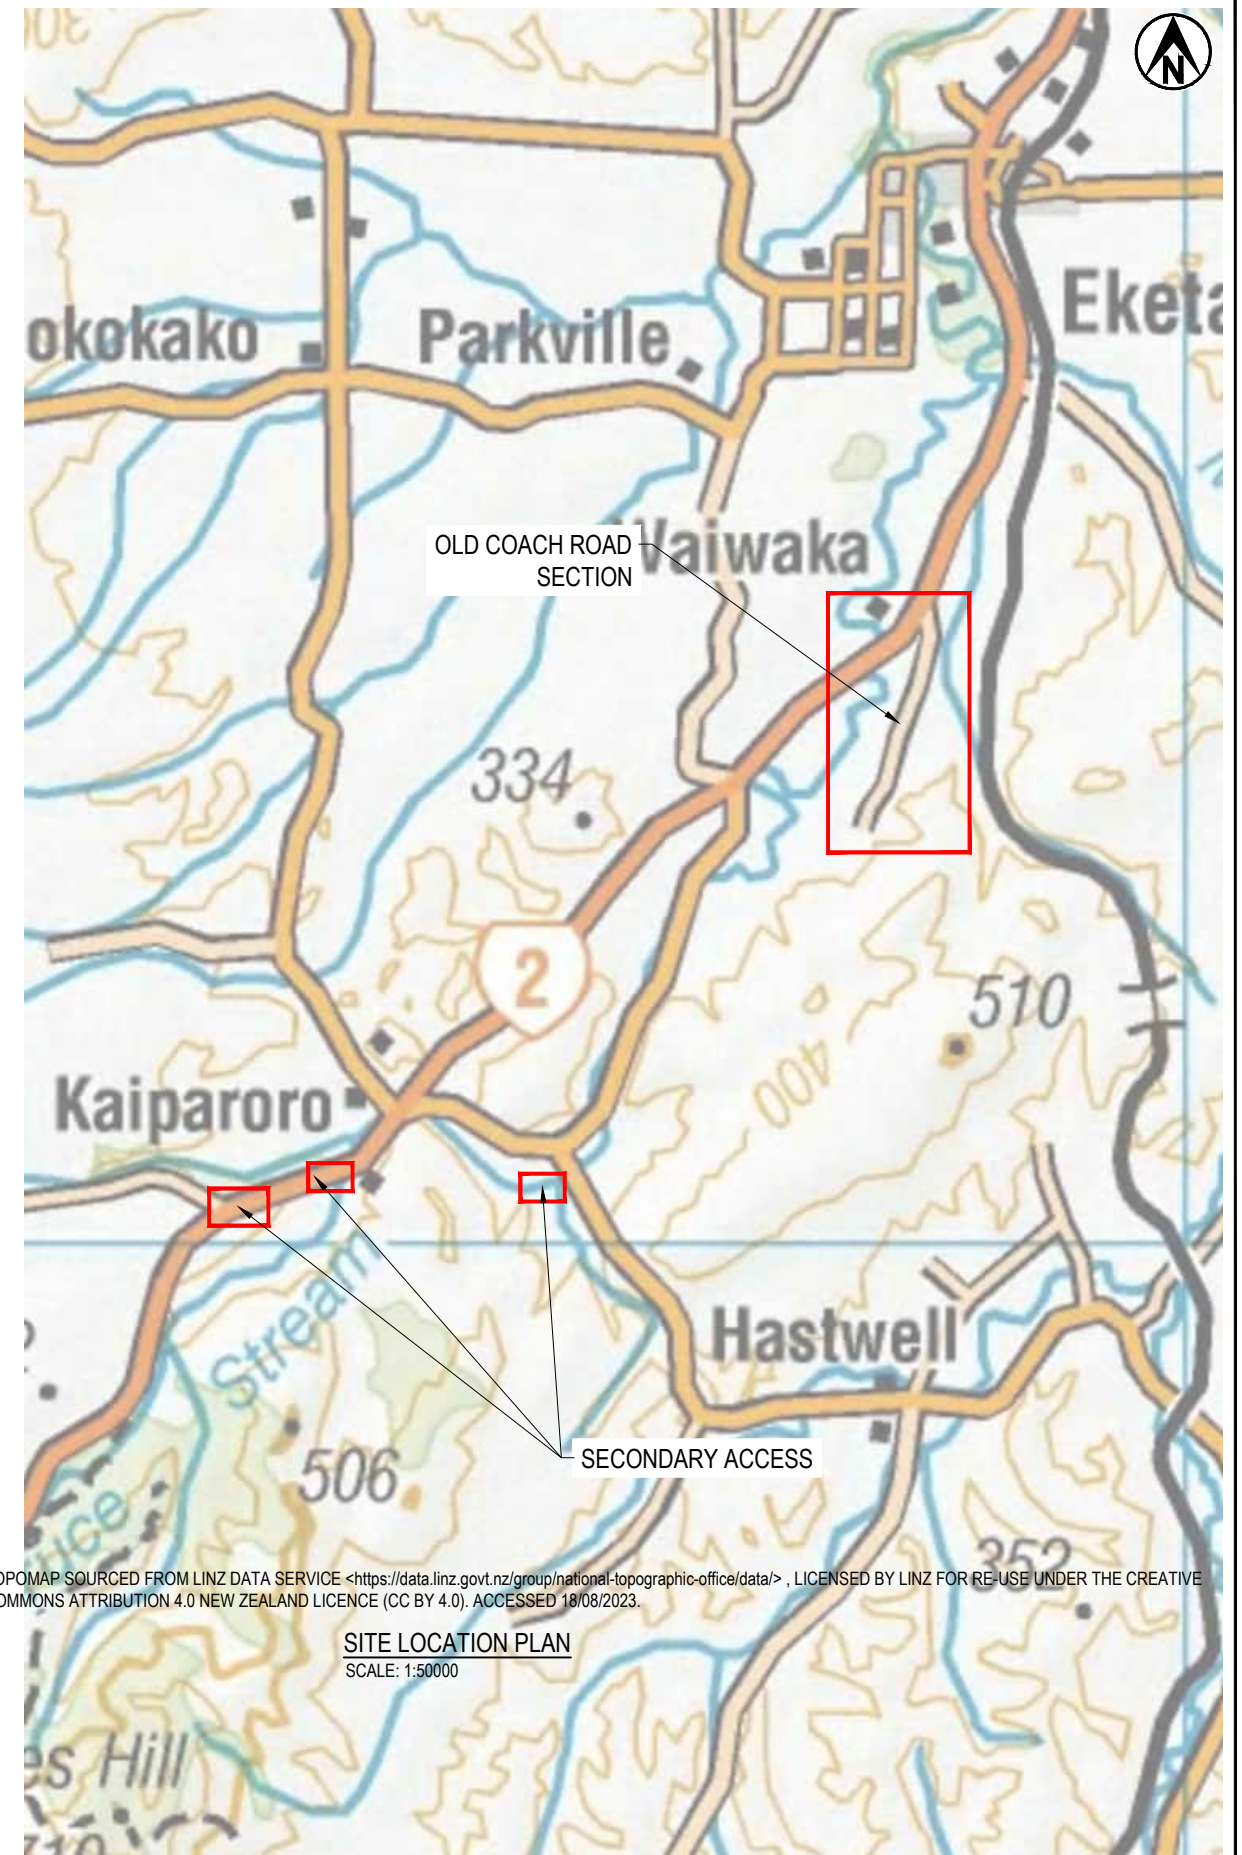 N
okokako
Parkville
Eketa
OLD COACH ROAD
SECTION
Waiwaka
334
2
510
400
Kaiparoro
Stream
Hastwell
SECONDARY ACCESS
506
ruce
352
OPOMAP SOURCED FROM LINZ DATA SERVICE <https://data.linz.govt.nz/group/national-topographic-office/data/> , LICENSED BY LINZ FOR RE-USE UNDER THE CREATIVE
OMMONS ATTRIBUTION 4.0 NEW ZEALAND LICENCE (CC BY 4.0). ACCESSED 18/08/2023.
SITE LOCATION PLAN
SCALE: 1:50000
es Hill
710